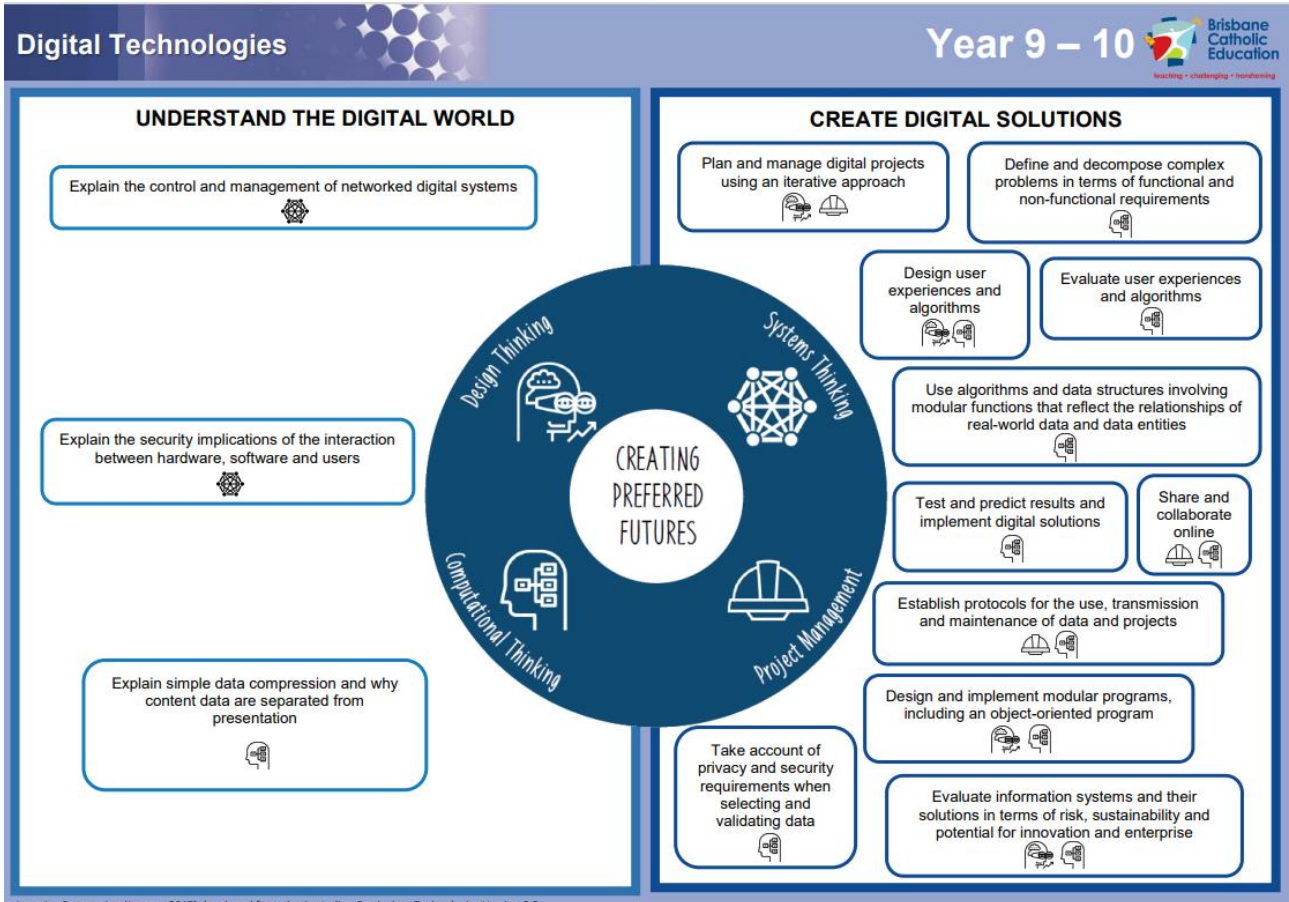 Digital Technologies
Year 9 – 10
Brisbane
Catholic
Education
teaching • challenging • transforming
UNDERSTAND THE DIGITAL WORLD
Explain the control and management of networked digital systems
Explain the security implications of the interaction
between hardware, software and users
Explain simple data compression and why
content data are separated from
presentation
Design Thinking
Systems Thinking
CREATING
PREFERRED
FUTURES
Computational Thinking
Project Management
CREATE DIGITAL SOLUTIONS
Plan and manage digital projects
using an iterative approach
Define and decompose complex
problems in terms of functional and
non-functional requirements
Design user
experiences and
algorithms
Evaluate user experiences
and algorithms
Use algorithms and data structures involving
modular functions that reflect the relationships of
real-world data and data entities
Test and predict results and
implement digital solutions
Share and
collaborate
online
Establish protocols for the use, transmission
and maintenance of data and projects
Design and implement modular programs,
including an object-oriented program
Take account of
privacy and security
requirements when
selecting and
validating data
Evaluate information systems and their
solutions in terms of risk, sustainability and
potential for innovation and enterprise